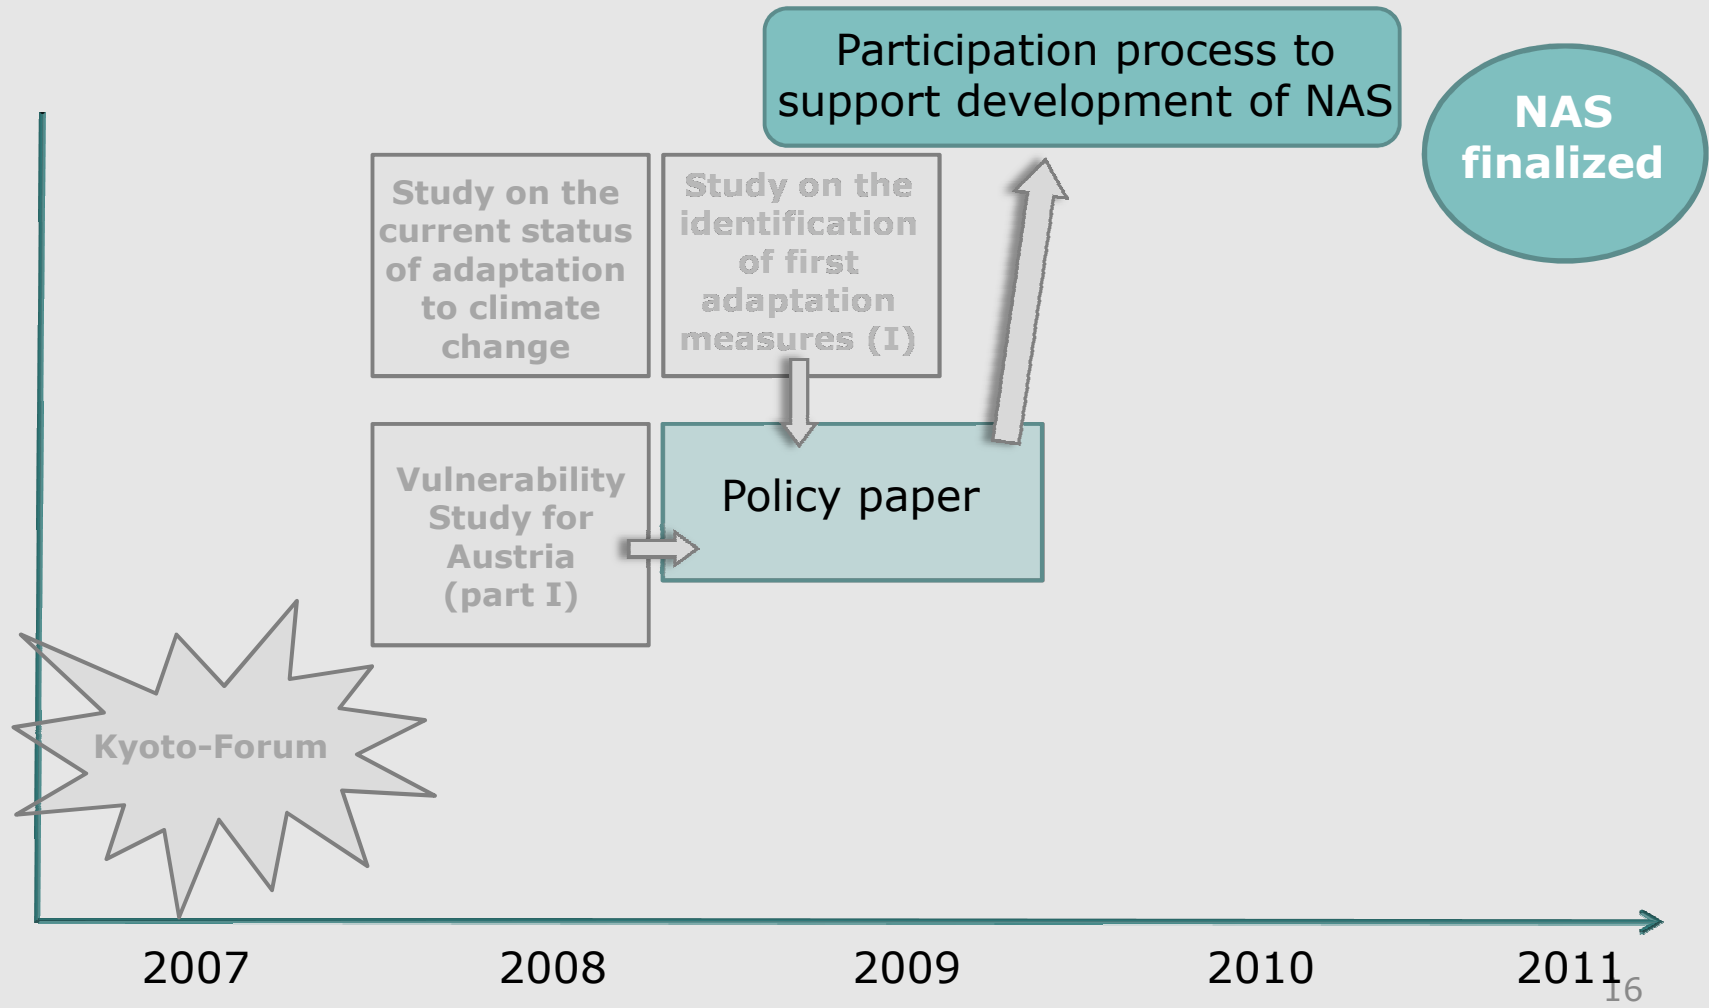 Participation process to
support development of NAS
NAS
finalized
Study on the
current status
of adaptation
to climate
change
Study on the
identification
of first
adaptation
measures (I)
Vulnerability
Study for
Austria
(part I)
Policy paper
Kyoto-Forum
2007
2008
2009
2010
2011
16